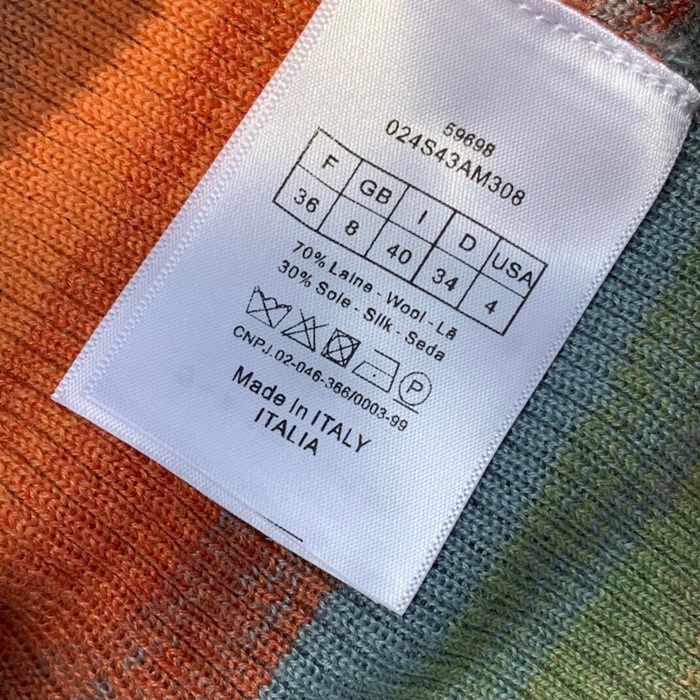 59698
024S43AM308
F GB I D USA
36 8 40 34 4
70% Laine - Wool - Lã
30% Soie - Silk - Seda
P
CNPJ.02-046-366/0003-99
Made in ITALY
ITALIA